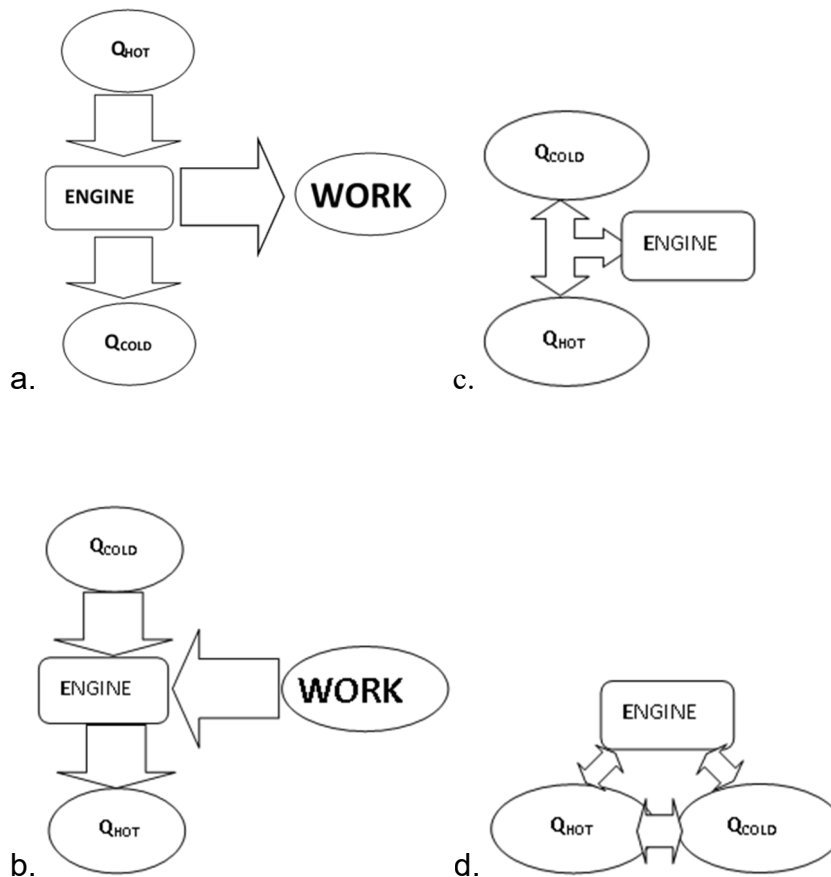 QHOT
ENGINE
WORK
QCOLD
a.
QCOLD
ENGINE
QHOT
c.
QCOLD
ENGINE
WORK
QHOT
b.
ENGINE
QHOT
QCOLD
d.